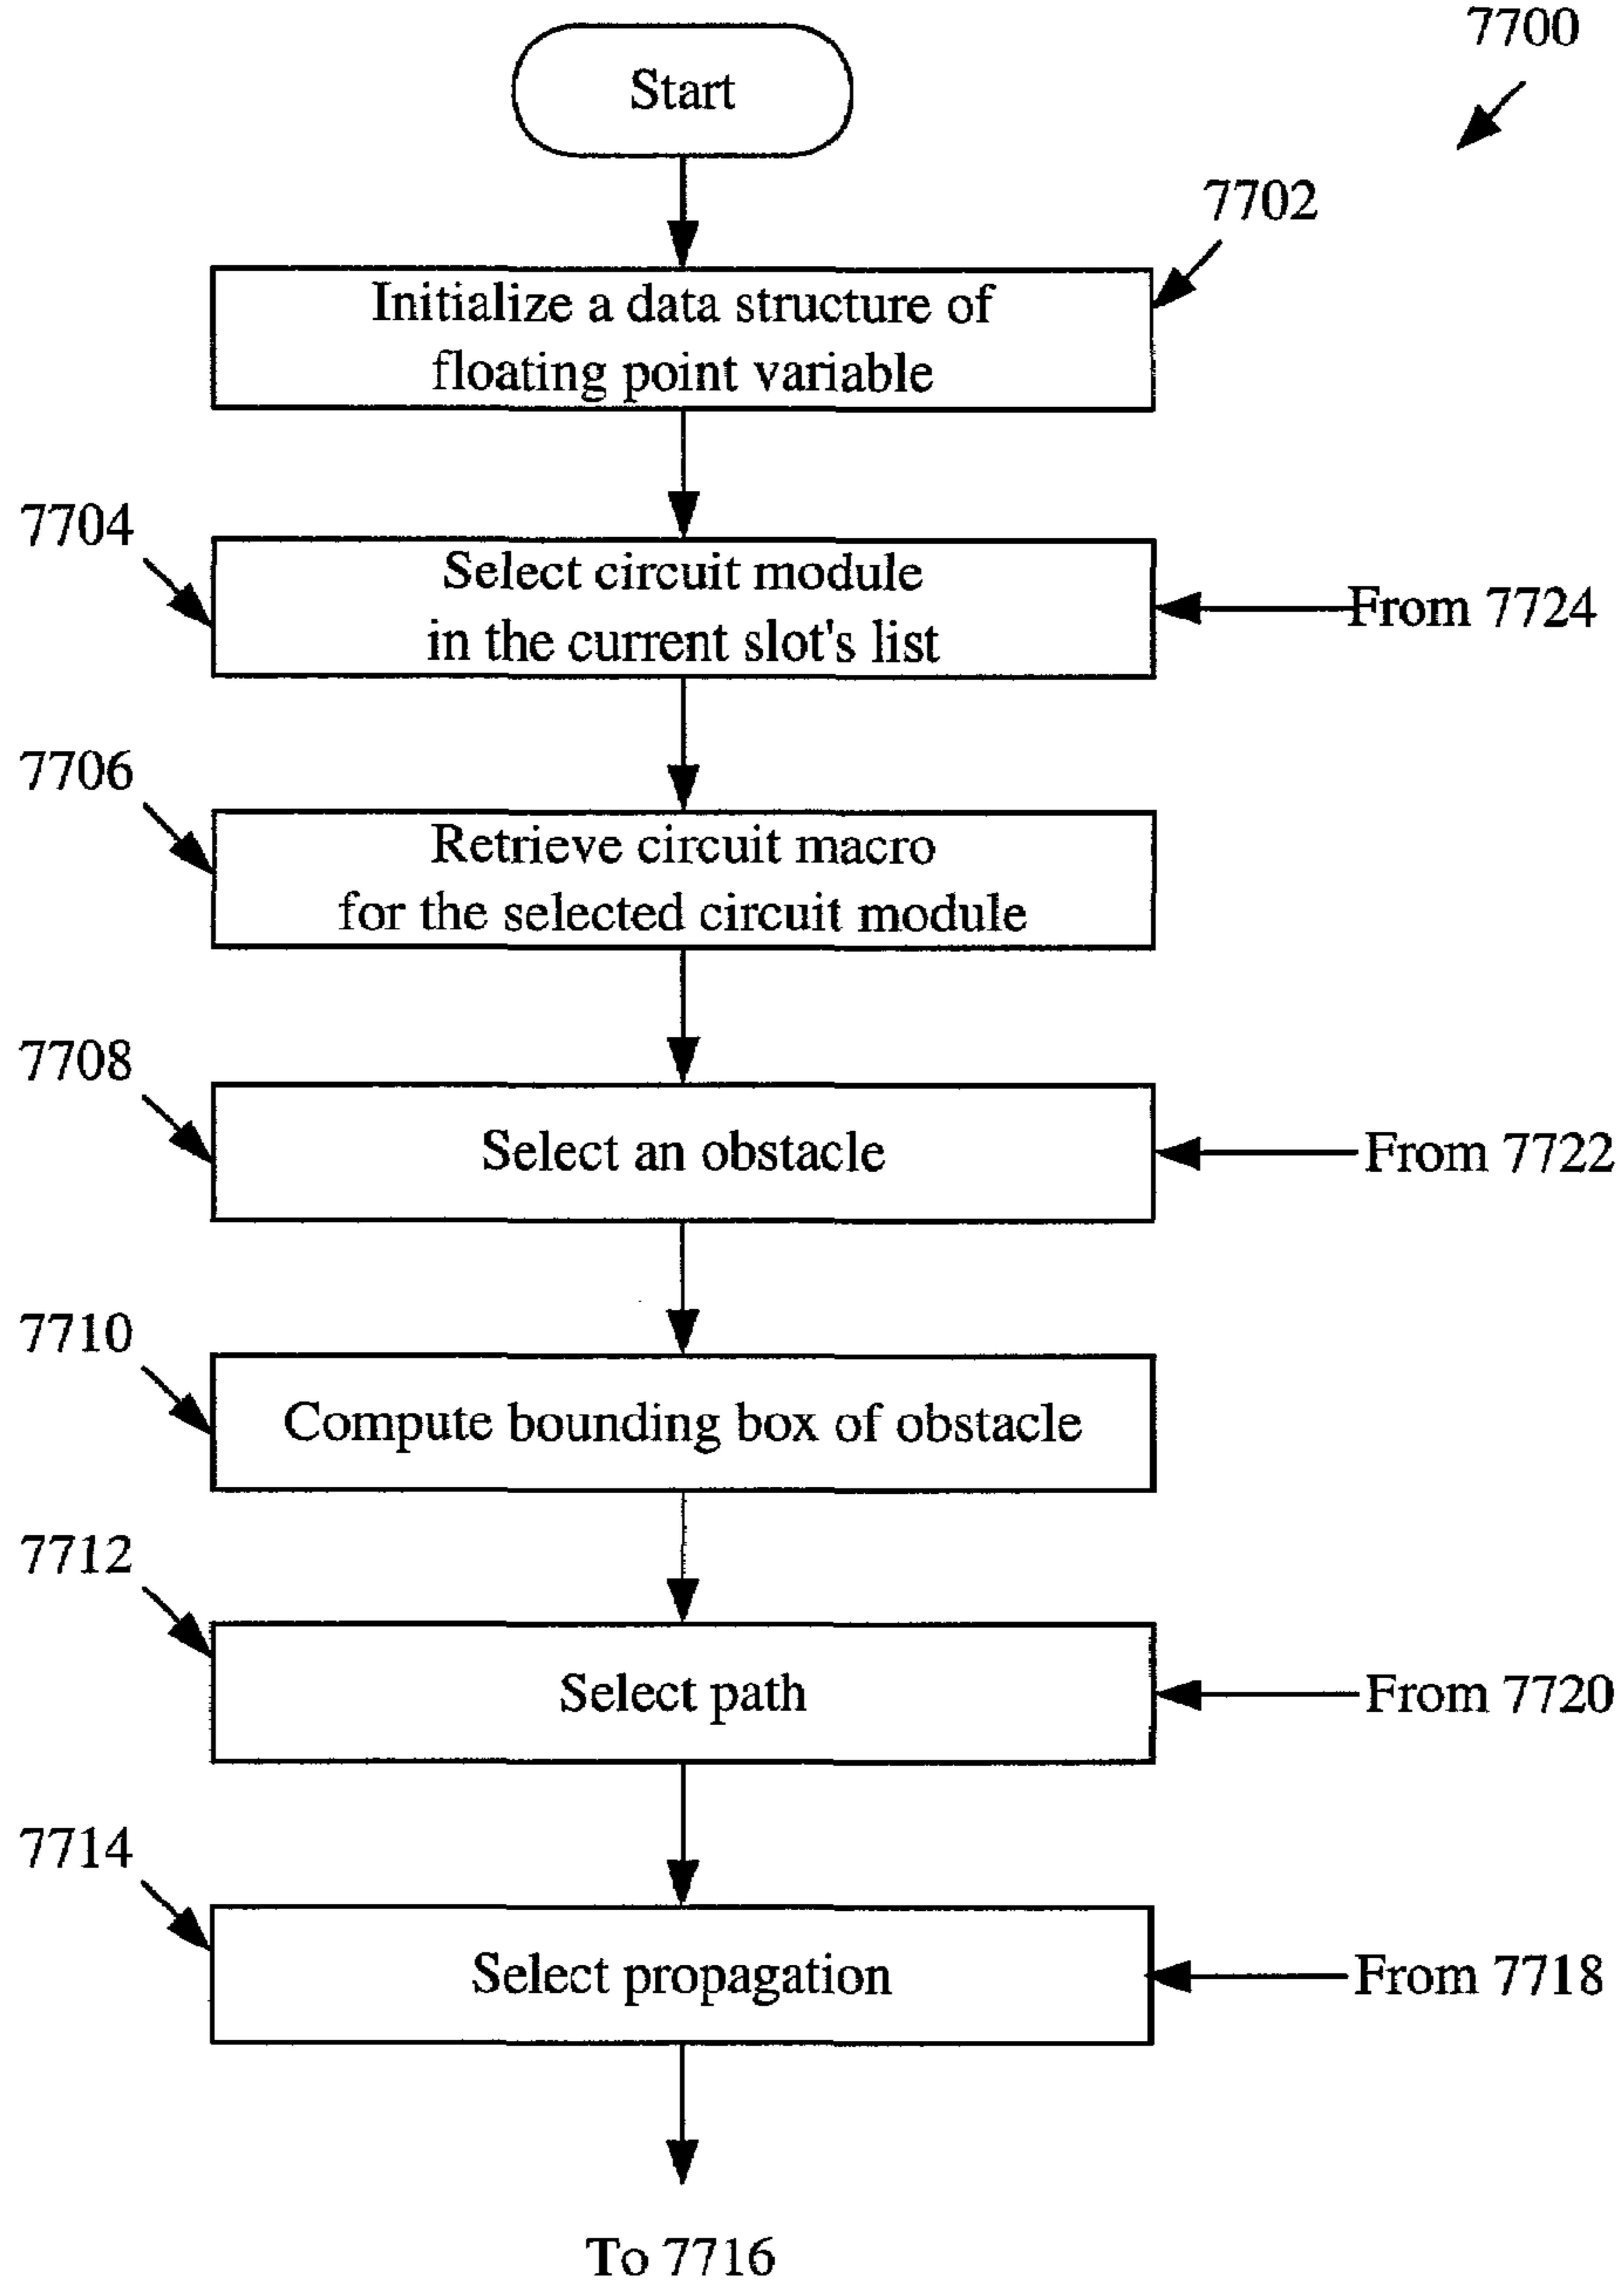 7700
Start
7702
Initialize a data structure of
floating point variable
7704
Select circuit module
in the current slot's list
From 7724
7706
Retrieve circuit macro
for the selected circuit module
7708
Select an obstacle
From 7722
7710
Compute bounding box of obstacle
7712
Select path
From 7720
7714
Select propagation
From 7718
To 7716